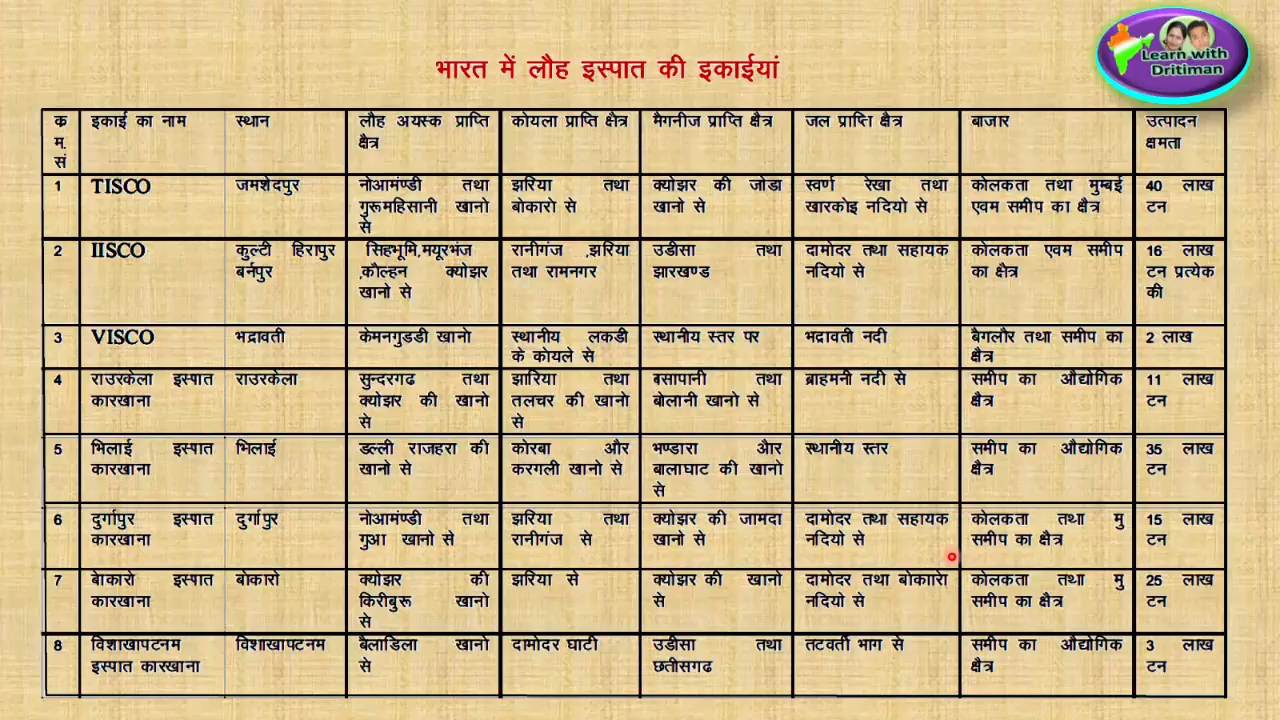 Learn with
Dritiman
भारत में लौह इस्पात की इकाईयां
क्र म. सं | इकाई का नाम | स्थान | लौह अयस्क प्राप्ति क्षैत्र | कोयला प्राप्ति क्षैत्र | मैगनीज प्राप्ति क्षैत्र | जल प्राप्ति क्षैत्र | बाजार | उत्पादन क्षमता
1 | TISCO | जमशेदपुर | नोआमंण्डी तथा गुरूमहिसानी खानो से | झरिया तथा बोकारो से | क्योझर की जोडा खानो से | स्वर्ण रेखा तथा खारकोइ नदियो से | कोलकता तथा मुम्बई एवम समीप का क्षैत्र | 40 लाख टन
2 | IISCO | कुल्टी हिरापुर बर्नपुर | सिहभूमि,मयूरभंज ,कौल्हन क्योझर खानो से | रानीगंज ,झरिया तथा रामनगर | उडीसा तथा झारखण्ड | दामोदर तथा सहायक नदियो से | कोलकता एवम समीप का क्षैत्र | 16 लाख टन प्रत्येक की
3 | VISCO | भद्रावती | केमनगुडडी खानो | स्थानीय लकडी के कोयले से | स्थानीय स्तर पर | भद्रावती नदी | बैगलौर तथा समीप का क्षैत्र | 2 लाख
4 | राउरकेला इस्पात कारखाना | राउरकेला | सुन्दरगढ तथा क्योझर की खानो से | झारिया तथा तलचर की खानो से | बसापानी तथा बोलानी खानो से | ब्राहमनी नदी से | समीप का औद्योगिक क्षैत्र | 11 लाख टन
5 | भिलाई इस्पात कारखाना | भिलाई | डल्ली राजहरा की खानो से | कोरबा और करगली खानो से | भण्डारा औार बालाघाट की खानो से | स्थानीय स्तर | समीप का औद्योगिक क्षैत्र | 35 लाख टन
6 | दुर्गापुर इस्पात कारखाना | दुर्गापुर | नोआमंण्डी तथा गुआ खानो से | झरिया तथा रानीगंज से | क्योझर की जामदा खानो से | दामोदर तथा सहायक नदियो से | कोलकता तथा मु समीप का क्षैत्र | 15 लाख टन
7 | बेाकारो इस्पात कारखाना | बोकारो | क्योझर की किरीबुरू खानो से | झरिया से | क्योझर की खानो से | दामोदर तथा बोकाारेा नदियो से | कोलकता तथा मु समीप का क्षैत्र | 25 लाख टन
8 | विशाखापटनम इस्पात कारखाना | विशाखापटनम | बैलाडिला खानो से | दामोदर घाटी | उडीसा तथा छतीसगढ | तटवर्ती भाग से | समीप का औद्योगिक क्षैत्र | 3 लाख टन